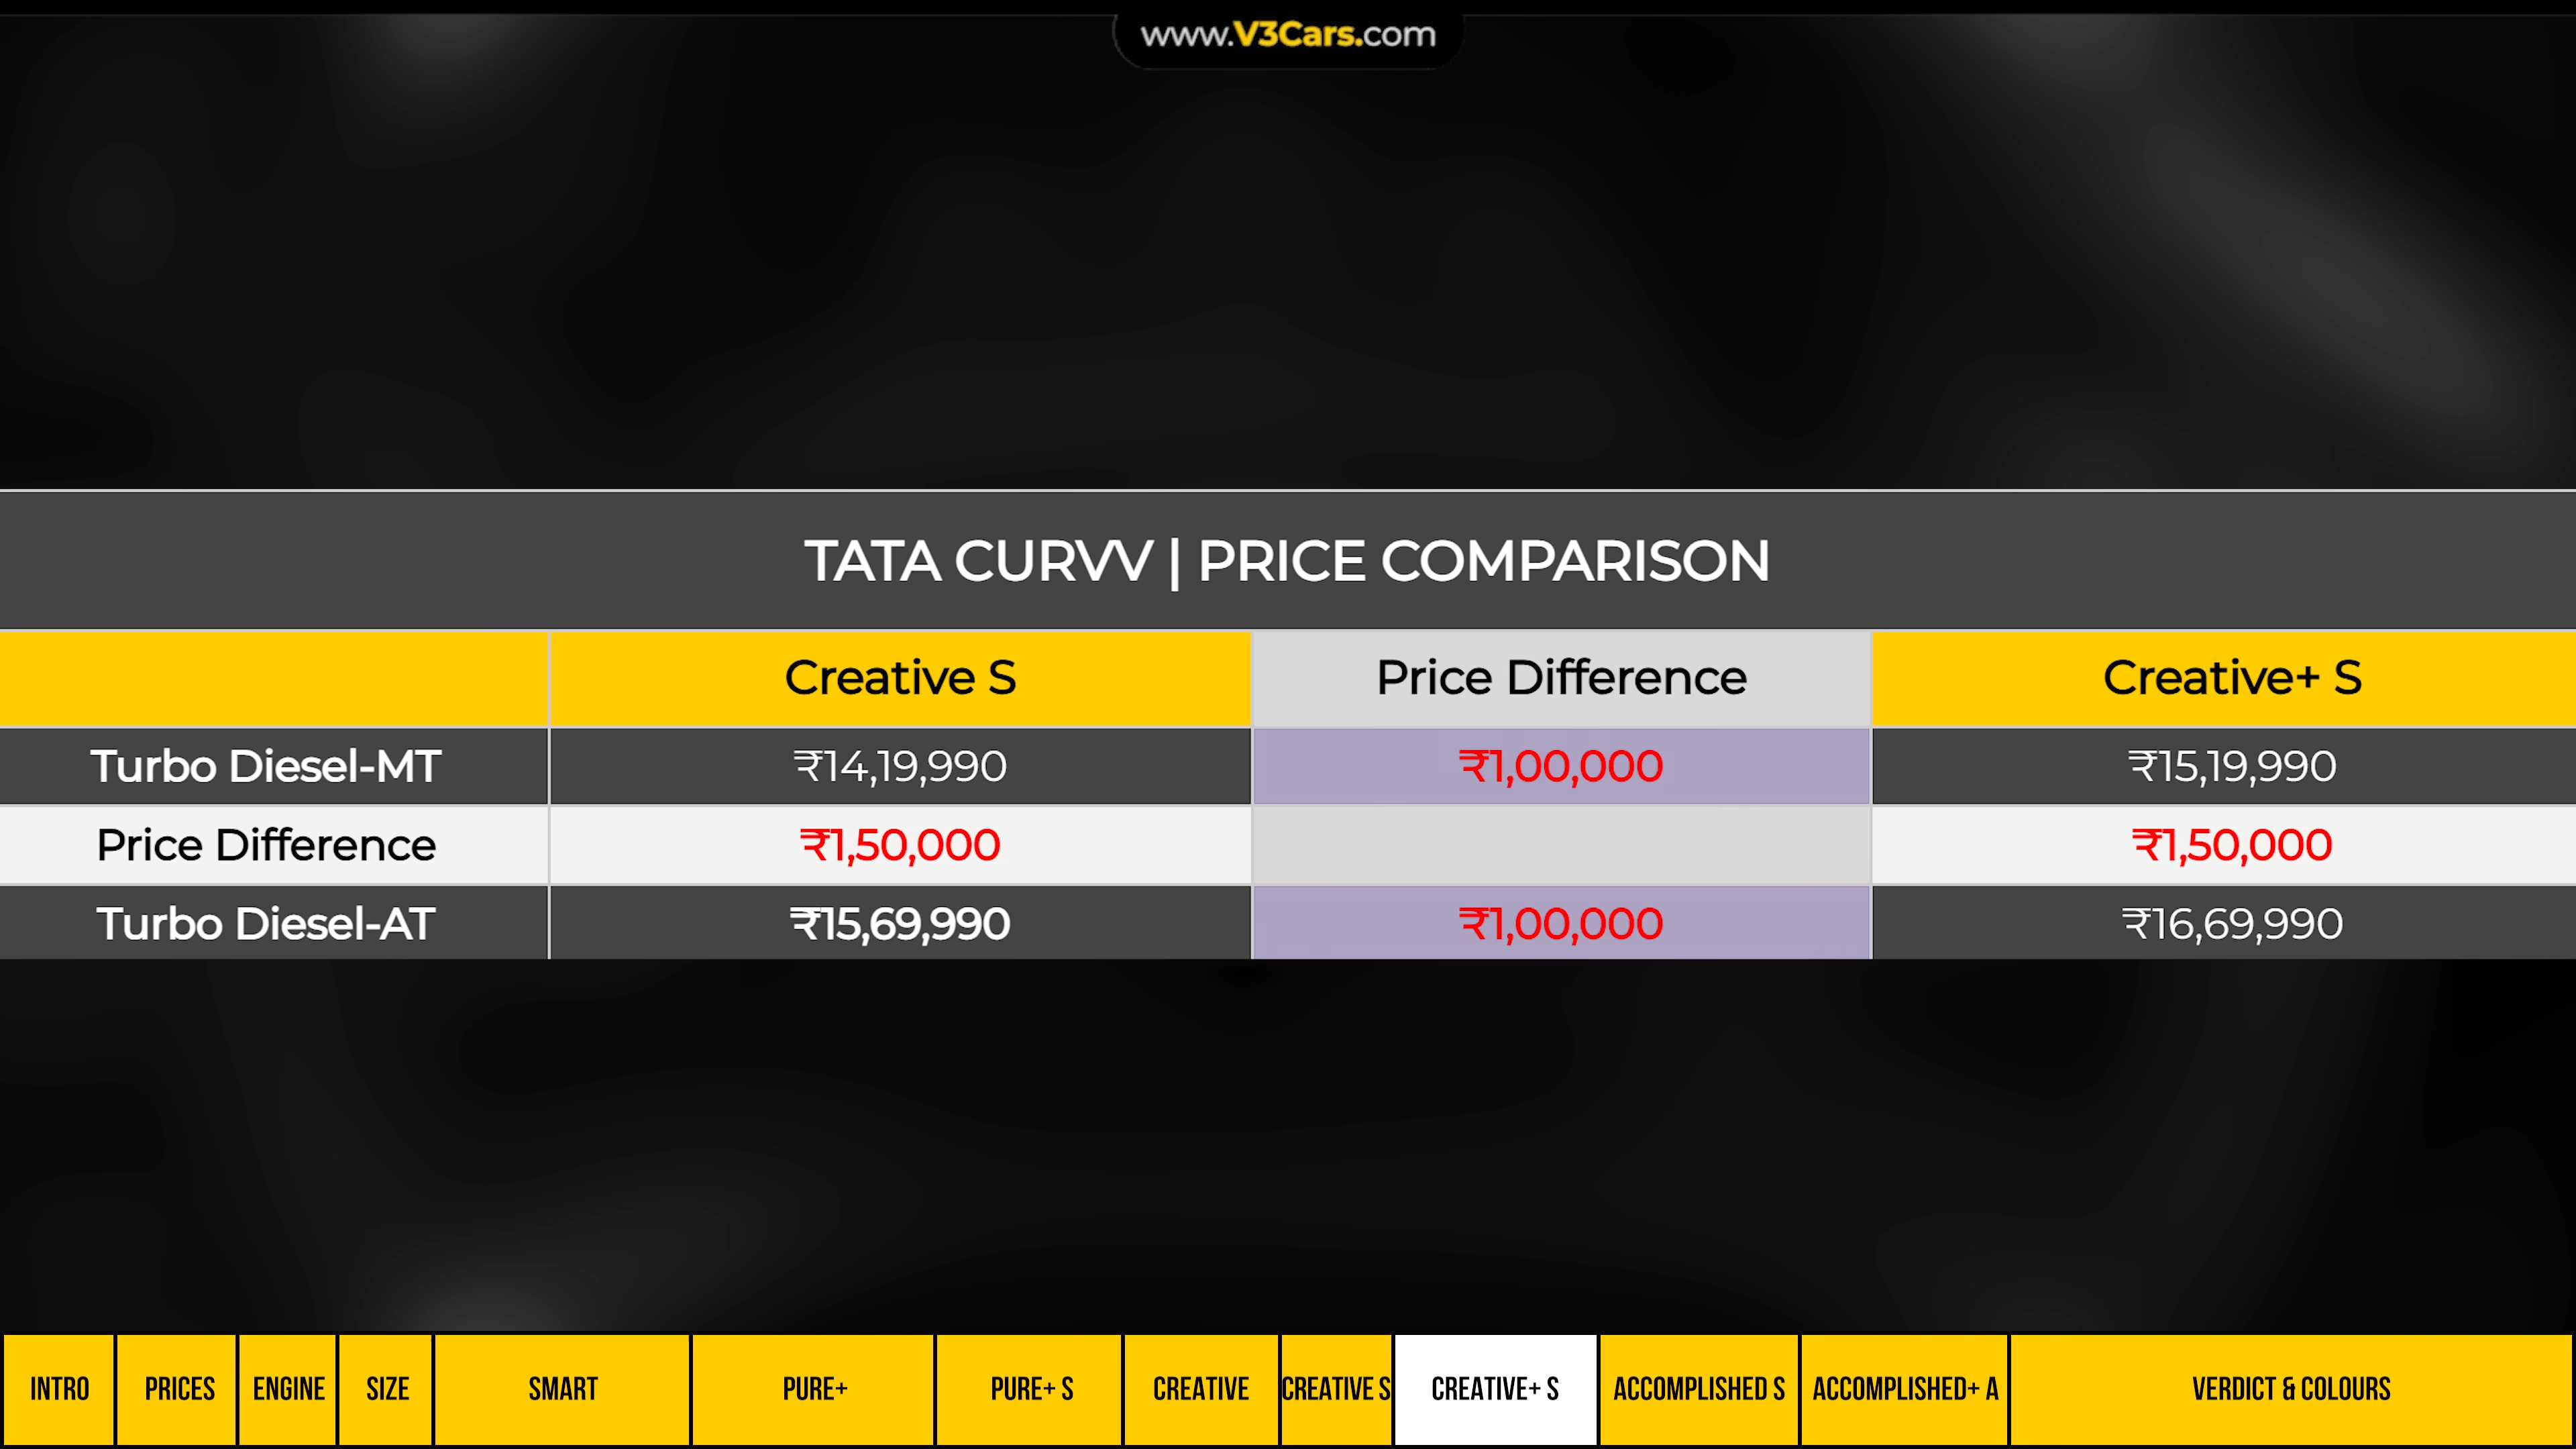 www.V3Cars.com
TATA CURVV | PRICE COMPARISON
Creative S Price Difference Creative+ S
Turbo Diesel-MT ₹14,19,990 ₹1,00,000 ₹15,19,990
Price Difference ₹1,50,000 ₹1,50,000
Turbo Diesel-AT ₹15,69,990 ₹1,00,000 ₹16,69,990
INTRO PRICES ENGINE SIZE SMART PURE+ PURE+ S CREATIVE CREATIVE S CREATIVE+ S ACCOMPLISHED S ACCOMPLISHED+ A VERDICT & COLOURS